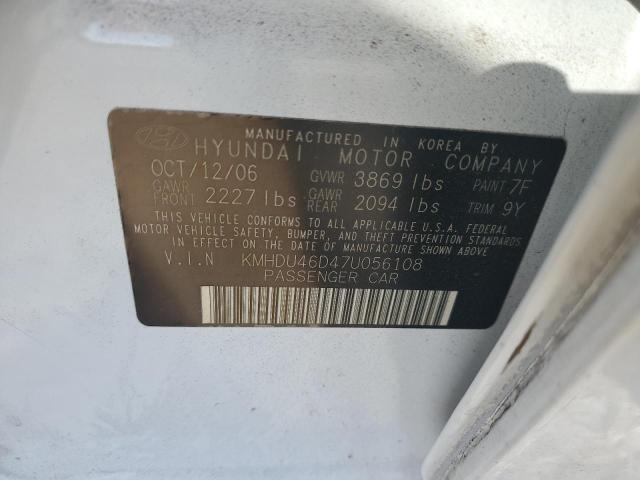 MANUFACTURED IN KOREA BY
HYUNDAI MOTOR COMPANY
OCT/12/06 GVWR 3869 lbs PAINT 7F
GAWR FRONT 2227 lbs GAWR REAR 2094 lbs TRIM 9Y
THIS VEHICLE CONFORMS TO ALL APPLICABLE U.S.A. FEDERAL
MOTOR VEHICLE SAFETY, BUMPER, AND THEFT PREVENTION STANDARDS
IN EFFECT ON THE DATE OF MANUFACTURE SHOWN ABOVE
V.I.N KMHDU46D47U056108
PASSENGER CAR